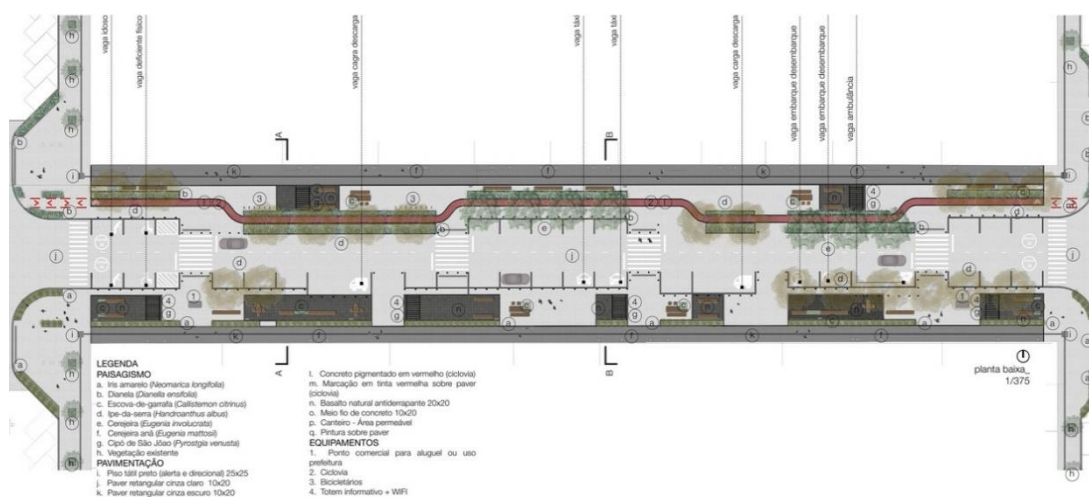 vaga idoso
vaga deficiente físico
vaga cagra descarga
vaga táxi
vaga táxi
vaga carga descarga
vaga embarque desembarque
vaga embarque desembarque
vaga ambulância
A
B
A
B
planta baixa_
1/375
LEGENDA
PAISAGISMO
a. Iris amarelo (Neomarica longifolia)
b. Dianela (Dianella ensifolia)
c. Escova-de-garrafa (Callistemon citrinus)
d. Ipe-da-serra (Handroanthus albus)
e. Cerejeira (Eugenia involucrata)
f. Cerejeira anã (Eugenia mattosii)
g. Cipó de São Jõao (Pyrostgia venusta)
h. Vegetação existente
PAVIMENTAÇÃO
i. Piso tátil preto (alerta e direcional) 25x25
j. Paver retangular cinza claro 10x20
k. Paver retangular cinza escuro 10x20
l. Concreto pigmentado em vermelho (ciclovia)
m. Marcação em tinta vermelha sobre paver
(ciclovia)
n. Basalto natural antiderrapante 20x20
o. Meio fio de concreto 10x20
p. Canteiro - Área permeável
q. Pintura sobre paver
EQUIPAMENTOS
1. Ponto comercial para aluguel ou uso
prefeitura
2. Ciclovia
3. Bicicletários
4. Totem informativo + WIFI